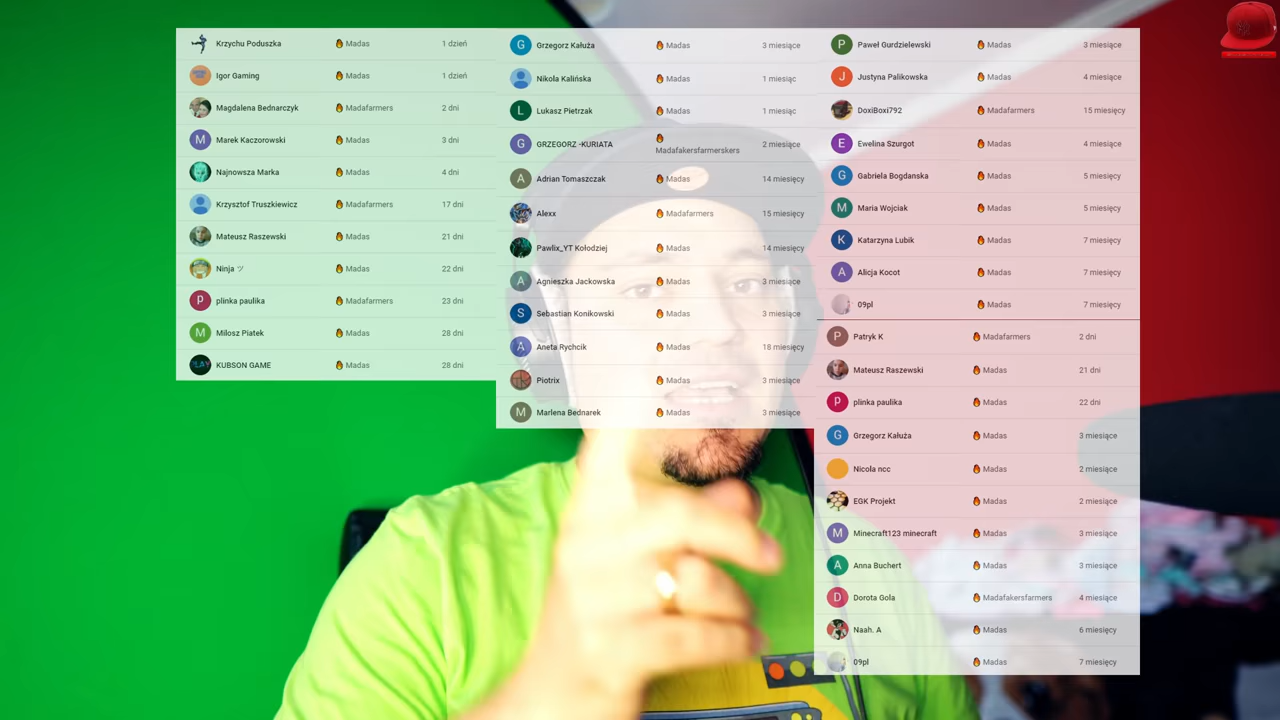 Krzychu Poduszka Madas 1 dzień
Igor Gaming Madas 1 dzień
Magdalena Bednarczyk Madafarmers 2 dni
M Marek Kaczorowski Madas 3 dni
Najnowsza Marka Madas 4 dni
Krzysztof Truszkiewicz Madafarmers 17 dni
Mateusz Raszewski Madas 21 dni
Ninja ツ Madas 22 dni
p plinka paulika Madafarmers 23 dni
M Milosz Piatek Madas 28 dni
KUBSON GAME Madas 28 dni
G Grzegorz Kałuża Madas 3 miesiące
Nikola Kalińska Madas 1 miesiąc
L Lukasz Pietrzak Madas 1 miesiąc
G GRZEGORZ -KURIATA Madafakersfarmerskers 2 miesiące
A Adrian Tomaszczak Madas 14 miesięcy
Alexx Madafarmers 15 miesięcy
Pawlix_YT Kołodziej Madas 14 miesięcy
A Agnieszka Jackowska Madas 3 miesiące
S Sebastian Konikowski Madas 3 miesiące
A Aneta Rychcik Madas 18 miesięcy
Piotrix Madas 3 miesiące
M Marlena Bednarek Madas 3 miesiące
P Paweł Gurdzielewski Madas 3 miesiące
J Justyna Palikowska Madas 4 miesiące
DoxiBoxi792 Madafarmers 15 miesięcy
E Ewelina Szurgot Madas 4 miesiące
G Gabriela Bogdanska Madas 5 miesięcy
M Maria Wojciak Madas 5 miesięcy
K Katarzyna Lubik Madas 7 miesięcy
A Alicja Kocot Madas 7 miesięcy
09pl Madas 7 miesięcy
P Patryk K Madafarmers 2 dni
Mateusz Raszewski Madas 21 dni
p plinka paulika Madas 22 dni
G Grzegorz Kałuża Madas 3 miesiące
Nicola ncc Madas 2 miesiące
EGK Projekt Madas 2 miesiące
M Minecraft123 minecraft Madas 3 miesiące
A Anna Buchert Madas 3 miesiące
D Dorota Gola Madafakersfarmers 4 miesiące
Naah. A Madas 6 miesięcy
09pl Madas 7 miesięcy